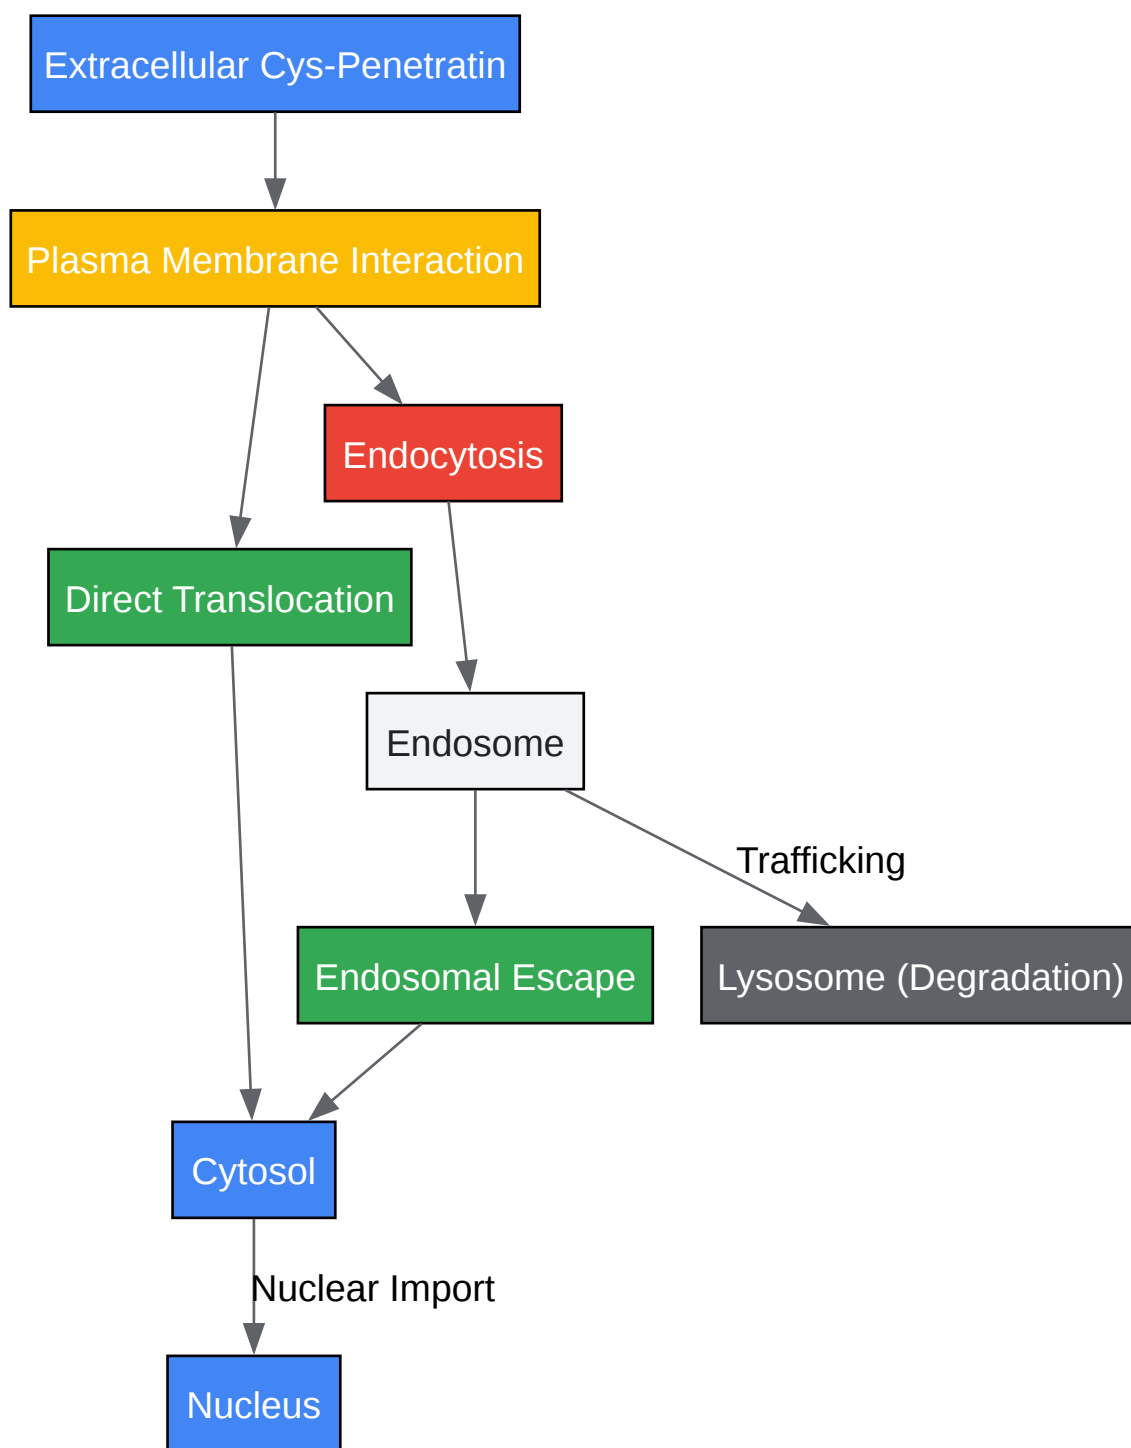 Extracellular Cys-Penetratin
Plasma Membrane Interaction
Endocytosis
Direct Translocation
Endosome
Trafficking
Endosomal Escape
Lysosome (Degradation)
Cytosol
Nuclear Import
Nucleus